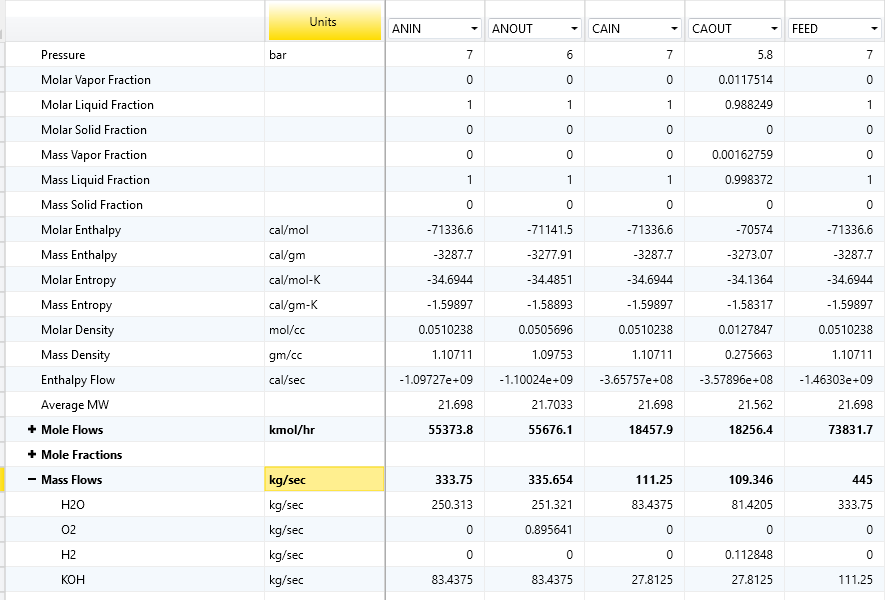 Units ANIN ANOUT CAIN CAOUT FEED
Pressure bar 7 6 7 5.8 7
Molar Vapor Fraction 0 0 0 0.0117514 0
Molar Liquid Fraction 1 1 1 0.988249 1
Molar Solid Fraction 0 0 0 0 0
Mass Vapor Fraction 0 0 0 0.00162759 0
Mass Liquid Fraction 1 1 1 0.998372 1
Mass Solid Fraction 0 0 0 0 0
Molar Enthalpy cal/mol -71336.6 -71141.5 -71336.6 -70574 -71336.6
Mass Enthalpy cal/gm -3287.7 -3277.91 -3287.7 -3273.07 -3287.7
Molar Entropy cal/mol-K -34.6944 -34.4851 -34.6944 -34.1364 -34.6944
Mass Entropy cal/gm-K -1.59897 -1.58893 -1.59897 -1.58317 -1.59897
Molar Density mol/cc 0.0510238 0.0505696 0.0510238 0.0127847 0.0510238
Mass Density gm/cc 1.10711 1.09753 1.10711 0.275663 1.10711
Enthalpy Flow cal/sec -1.09727e+09 -1.10024e+09 -3.65757e+08 -3.57896e+08 -1.46303e+09
Average MW 21.698 21.7033 21.698 21.562 21.698
+ Mole Flows kmol/hr 55373.8 55676.1 18457.9 18256.4 73831.7
+ Mole Fractions
− Mass Flows kg/sec 333.75 335.654 111.25 109.346 445
H2O kg/sec 250.313 251.321 83.4375 81.4205 333.75
O2 kg/sec 0 0.895641 0 0 0
H2 kg/sec 0 0 0 0.112848 0
KOH kg/sec 83.4375 83.4375 27.8125 27.8125 111.25